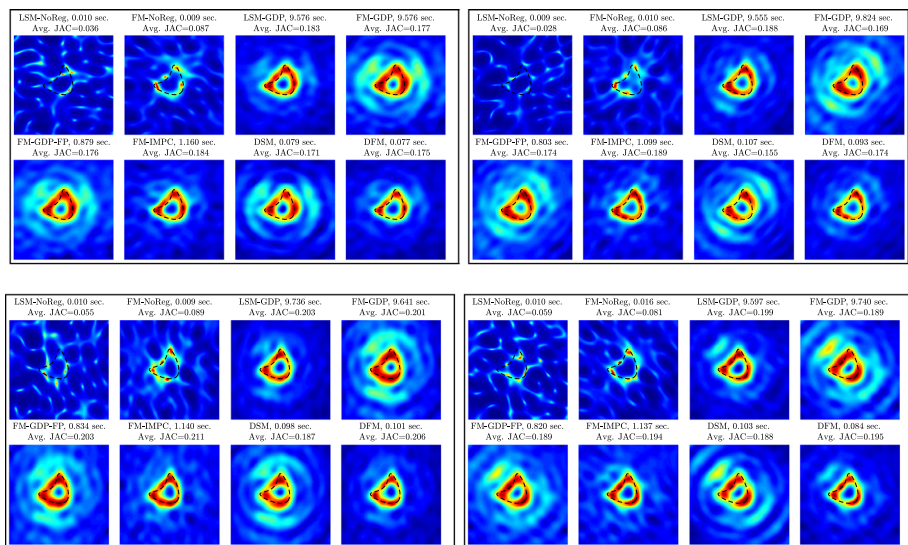 LSM-NoReg, 0.010 sec.
Avg. JAC=0.036
FM-NoReg, 0.009 sec.
Avg. JAC=0.087
LSM-GDP, 9.576 sec.
Avg. JAC=0.183
FM-GDP, 9.576 sec.
Avg. JAC=0.177
FM-GDP-FP, 0.879 sec.
Avg. JAC=0.176
FM-IMPC, 1.160 sec.
Avg. JAC=0.184
DSM, 0.079 sec.
Avg. JAC=0.171
DFM, 0.077 sec.
Avg. JAC=0.175
LSM-NoReg, 0.009 sec.
Avg. JAC=0.028
FM-NoReg, 0.010 sec.
Avg. JAC=0.086
LSM-GDP, 9.555 sec.
Avg. JAC=0.188
FM-GDP, 9.824 sec.
Avg. JAC=0.169
FM-GDP-FP, 0.803 sec.
Avg. JAC=0.174
FM-IMPC, 1.099 sec.
Avg. JAC=0.189
DSM, 0.107 sec.
Avg. JAC=0.155
DFM, 0.093 sec.
Avg. JAC=0.174
LSM-NoReg, 0.010 sec.
Avg. JAC=0.055
FM-NoReg, 0.009 sec.
Avg. JAC=0.089
LSM-GDP, 9.736 sec.
Avg. JAC=0.203
FM-GDP, 9.641 sec.
Avg. JAC=0.201
FM-GDP-FP, 0.834 sec.
Avg. JAC=0.203
FM-IMPC, 1.140 sec.
Avg. JAC=0.211
DSM, 0.098 sec.
Avg. JAC=0.187
DFM, 0.101 sec.
Avg. JAC=0.206
LSM-NoReg, 0.010 sec.
Avg. JAC=0.059
FM-NoReg, 0.016 sec.
Avg. JAC=0.081
LSM-GDP, 9.597 sec.
Avg. JAC=0.199
FM-GDP, 9.740 sec.
Avg. JAC=0.189
FM-GDP-FP, 0.820 sec.
Avg. JAC=0.189
FM-IMPC, 1.137 sec.
Avg. JAC=0.194
DSM, 0.103 sec.
Avg. JAC=0.188
DFM, 0.084 sec.
Avg. JAC=0.195